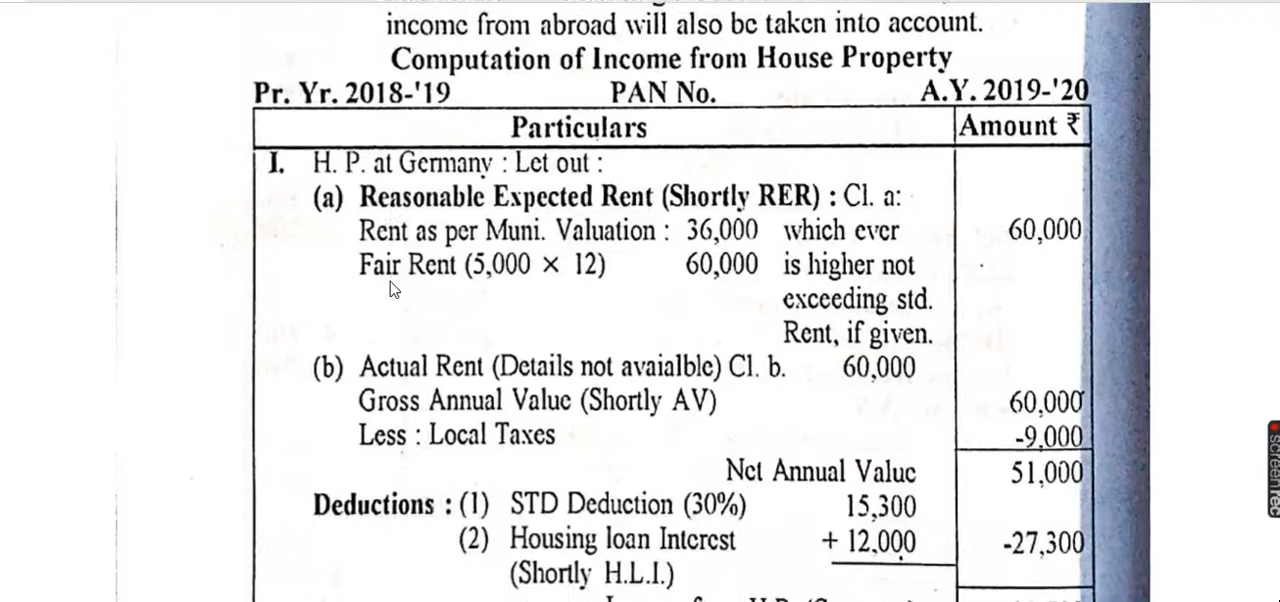 income from abroad will also be taken into account.
Computation of Income from House Property
Pr. Yr. 2018-'19 PAN No. A.Y. 2019-'20
Particulars Amount ₹
I. H. P. at Germany : Let out :
(a) Reasonable Expected Rent (Shortly RER) : Cl. a:
Rent as per Muni. Valuation : 36,000 which ever 60,000
Fair Rent (5,000 × 12) 60,000 is higher not
exceeding std.
Rent, if given.
(b) Actual Rent (Details not avaialble) Cl. b. 60,000
Gross Annual Value (Shortly AV) 60,000
Less : Local Taxes -9,000
Net Annual Value 51,000
Deductions : (1) STD Deduction (30%) 15,300
(2) Housing loan Interest + 12,000 -27,300
(Shortly H.L.I.)
screenrec